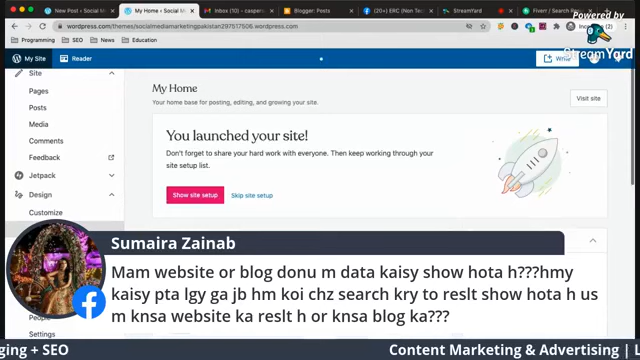 New Post ‹ Social M
My Home ‹ Social M
Inbox (10) - caspero
Blogger: Posts
(20+) ERC (Non Te
StreamYard
Fiverr / Search Resu
wordpress.com/themes/socialmediamarketingpakistan297517508.wordpress.com
Programming
SEO
News
Education
Powered by
StreamYard
My Site
Reader
Write
Site
Pages
Posts
Media
Comments
Feedback
Jetpack
Design
Customize
Settings
My Home
Your home base for posting, editing, and growing your site.
Visit site
You launched your site!
Don't forget to share your hard work with everyone. Then keep working through your
site setup list.
Show site setup
Skip site setup
Sumaira Zainab
Mam website or blog donu m data kaisy show hota h???hmy
kaisy pta lgy ga jb hm koi chz search kry to reslt show hota h us
m knsa website ka reslt h or knsa blog ka???
ging + SEO
Content Marketing & Advertising | L